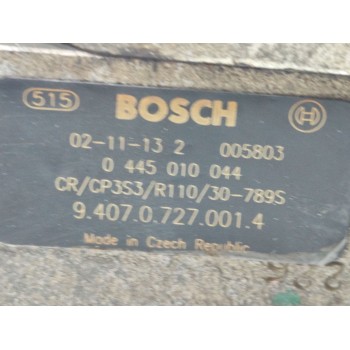 515 BOSCH
02-11-13 2 005803
0 445 010 044
CR/CP3S3/R110/30-789S
9.407.0.727.001.4
Made in Czech Republic